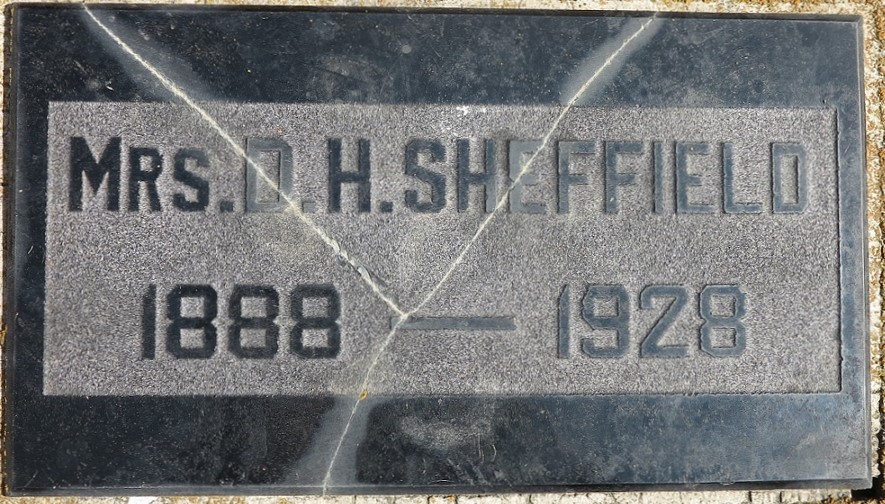 Mrs. D. H. SHEFFIELD
1888 — 1928